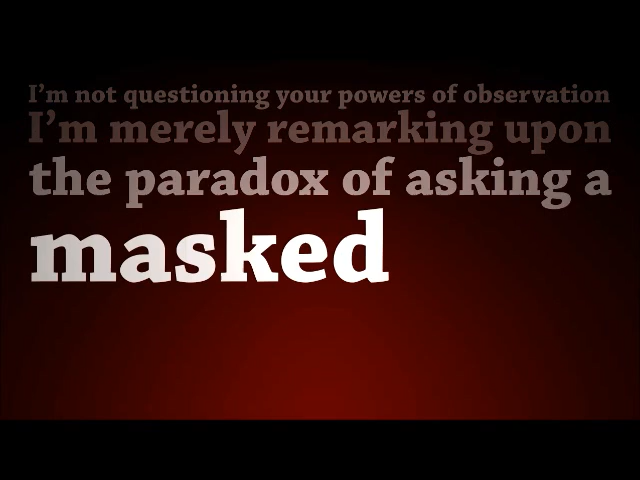 I'm not questioning your powers of observation
I'm merely remarking upon
the paradox of asking a
masked